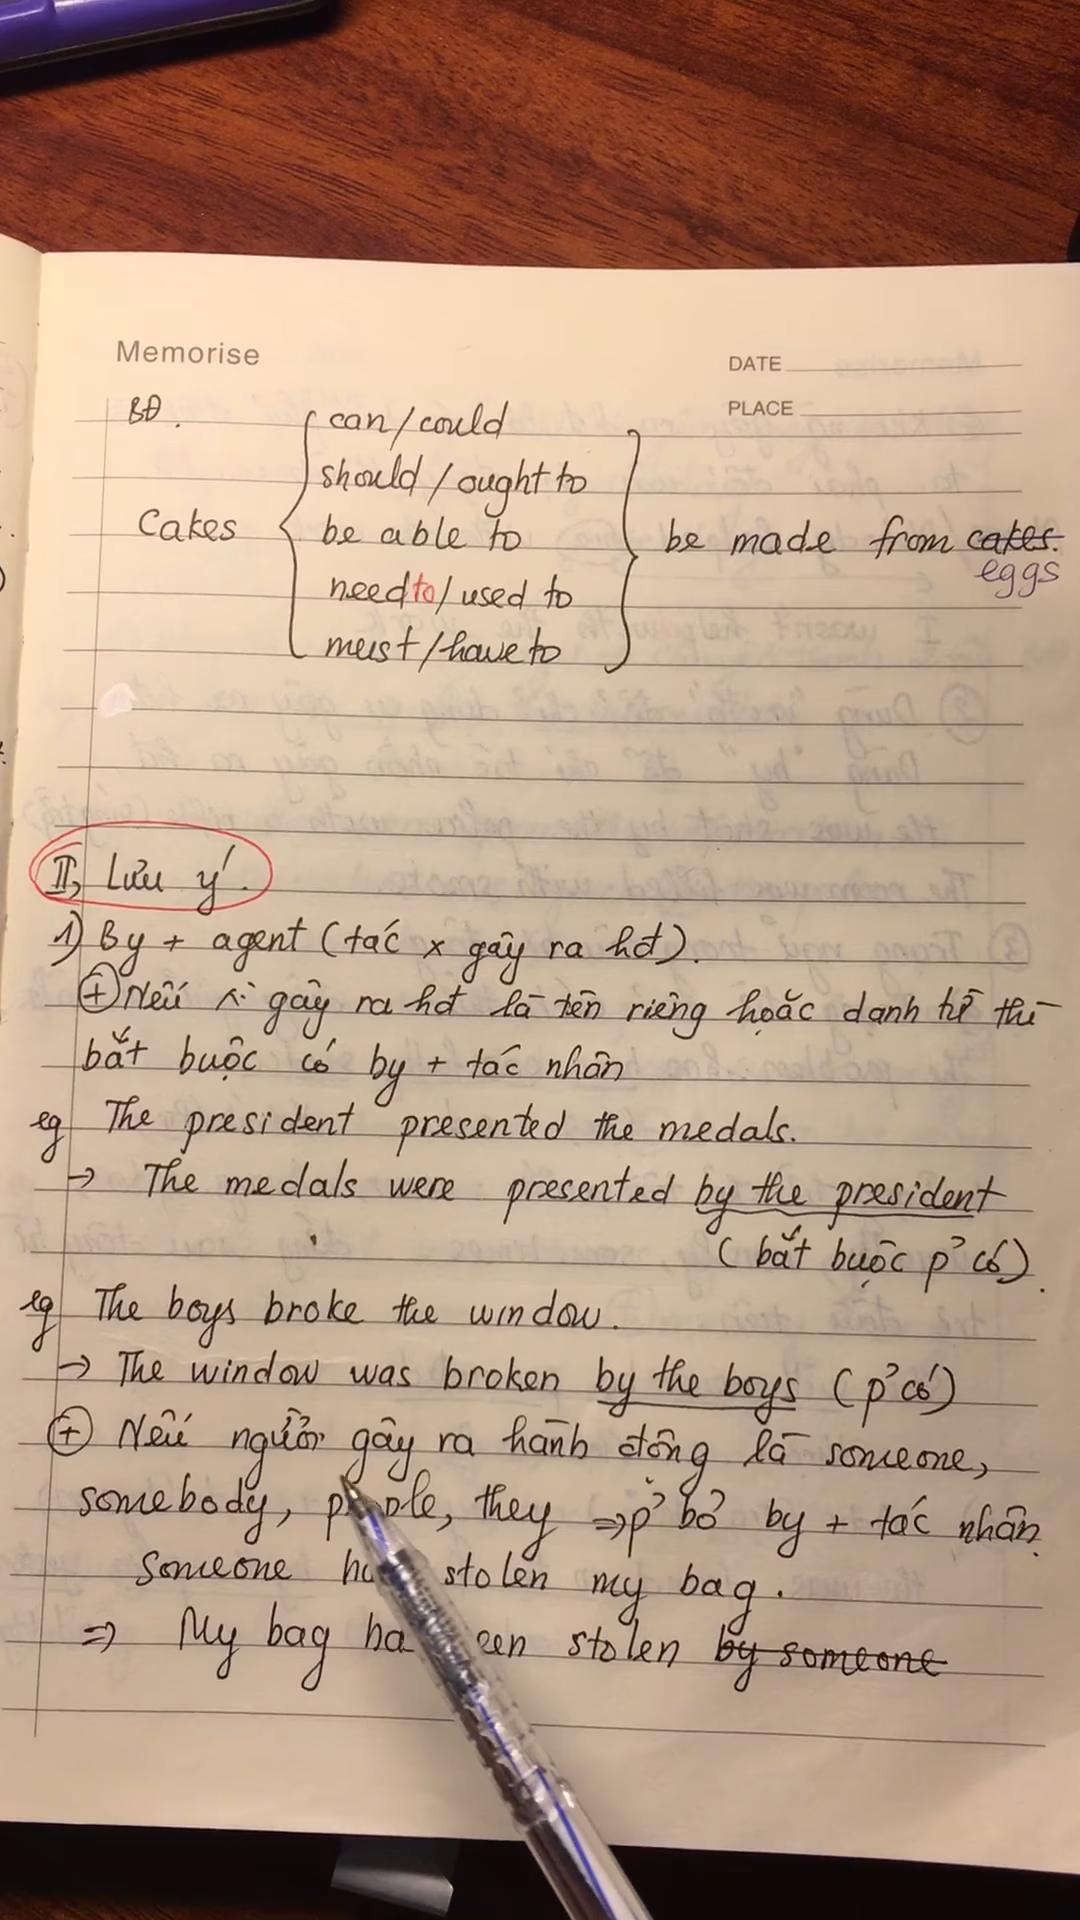 Memorise
DATE
PLACE
BĐ.
can/could
should/ought to
Cakes be able to be made from cakes.
eggs
need to/used to
must/have to
II, Lưu ý.
1) By + agent (tác x gây ra hđ).
+ Nếu x: gây ra hđ là tên riêng hoặc danh từ thì
bắt buộc có by + tác nhân
eg The president presented the medals.
→ The medals were presented by the president
(bắt buộc p' có).
eg The boys broke the window.
→ The window was broken by the boys (p' có)
+ Nếu người gây ra hành động là someone,
somebody, people, they ⇒ p' bỏ by + tác nhân.
someone stolen my bag.
⇒ My bag stolen by someone